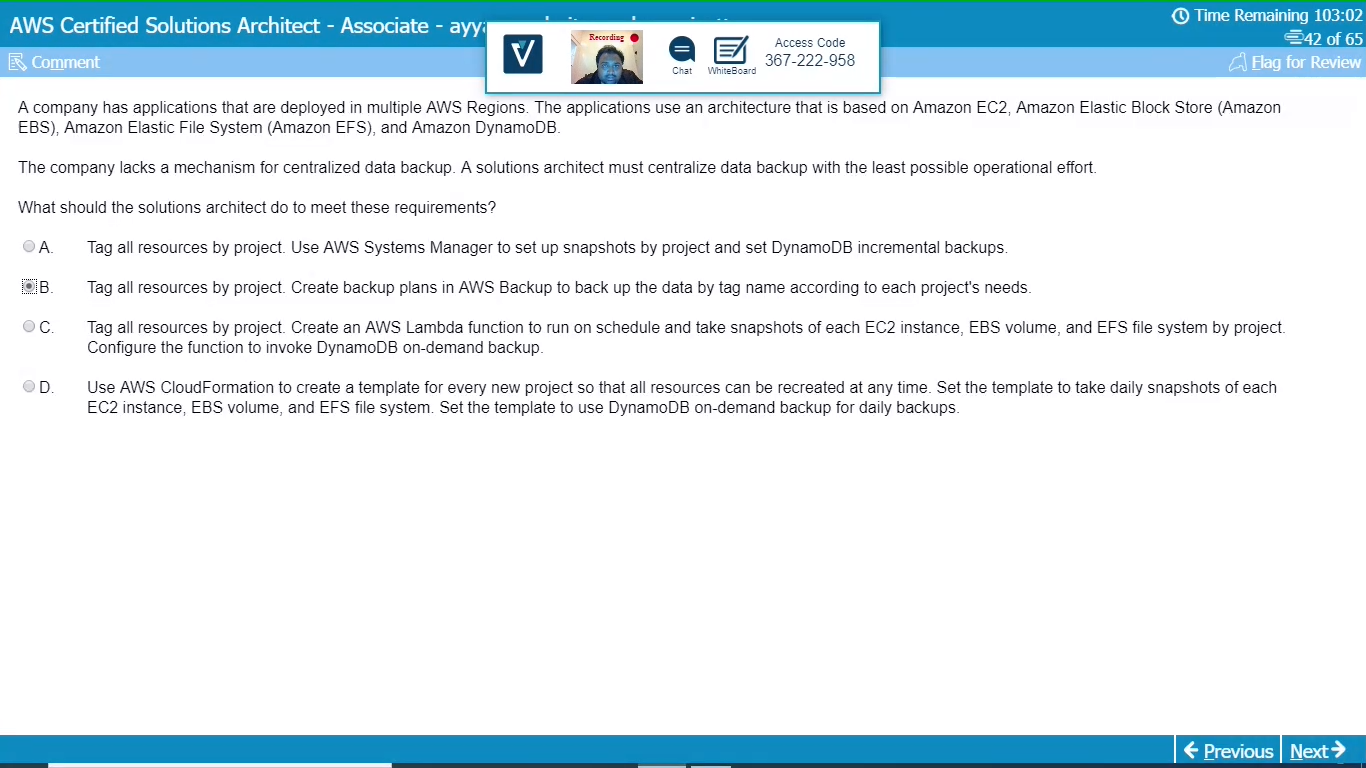 AWS Certified Solutions Architect - Associate -
Time Remaining 103:02
42 of 65
Comment
Flag for Review
Recording
Chat
WhiteBoard
Access Code
367-222-958
A company has applications that are deployed in multiple AWS Regions. The applications use an architecture that is based on Amazon EC2, Amazon Elastic Block Store (Amazon
EBS), Amazon Elastic File System (Amazon EFS), and Amazon DynamoDB.
The company lacks a mechanism for centralized data backup. A solutions architect must centralize data backup with the least possible operational effort.
What should the solutions architect do to meet these requirements?
A. Tag all resources by project. Use AWS Systems Manager to set up snapshots by project and set DynamoDB incremental backups.
B. Tag all resources by project. Create backup plans in AWS Backup to back up the data by tag name according to each project's needs.
C. Tag all resources by project. Create an AWS Lambda function to run on schedule and take snapshots of each EC2 instance, EBS volume, and EFS file system by project.
Configure the function to invoke DynamoDB on-demand backup.
D. Use AWS CloudFormation to create a template for every new project so that all resources can be recreated at any time. Set the template to take daily snapshots of each
EC2 instance, EBS volume, and EFS file system. Set the template to use DynamoDB on-demand backup for daily backups.
Previous
Next